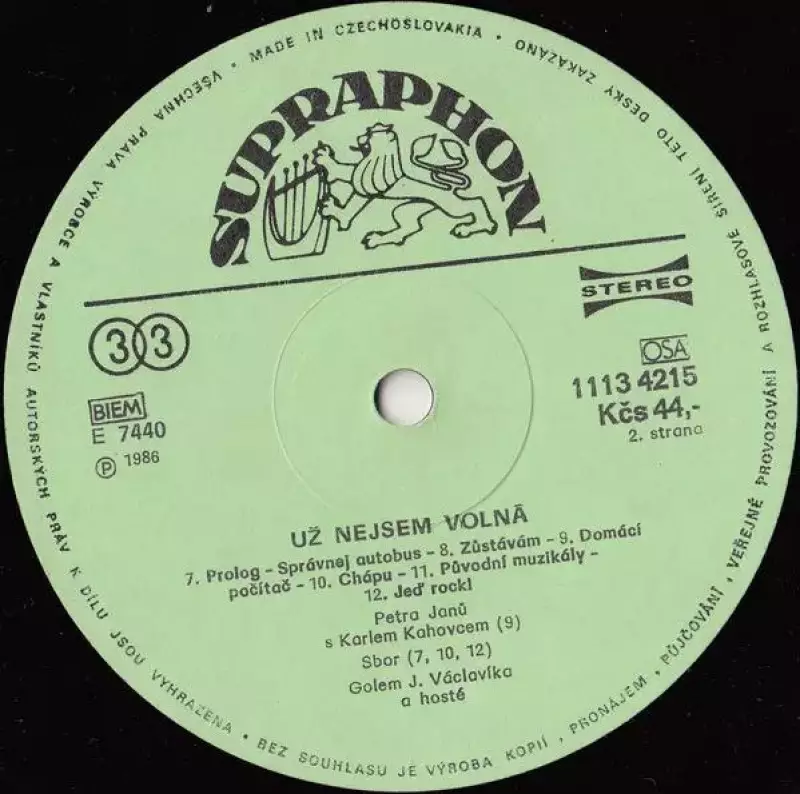 MADE IN CZECHOSLOVAKIA
SUPRAPHON
STEREO
33
OSA
1113 4215
BIEM
Kčs 44,-
E 7440
2. strana
Ⓟ 1986
UŽ NEJSEM VOLNÁ
7. Prolog - Správnej autobus - 8. Zůstávám - 9. Domácí
počítač - 10. Chápu - 11. Původní muzikály -
12. Jeď rock!
Petra Janů
s Karlem Kahovcem (9)
Sbor (7, 10, 12)
Golem J. Václavíka
a hosté
VŠECHNA PRÁVA VÝROBCE A VLASTNÍKŮ AUTORSKÝCH PRÁV K DÍLU JSOU VYHRAZENA • BEZ SOUHLASU JE VÝROBA KOPIÍ, PRONÁJEM, PŮJČOVÁNÍ, VEŘEJNÉ PROVOZOVÁNÍ A ROZHLASOVÉ ŠÍŘENÍ TÉTO DESKY ZAKÁZÁNO •